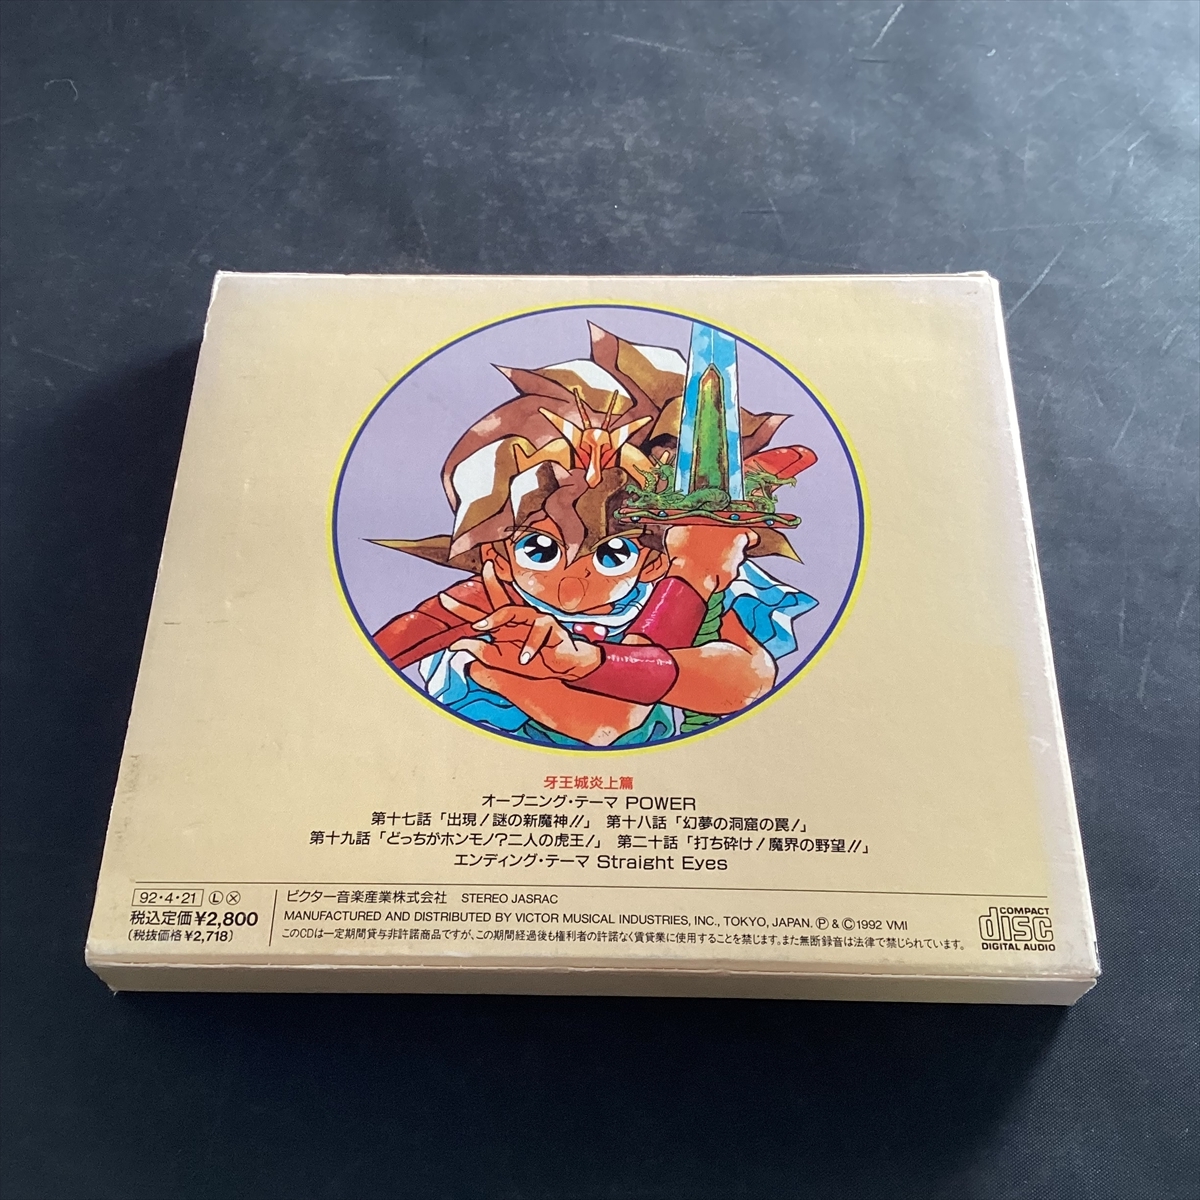 牙王城炎上篇
オープニング・テーマ POWER
第十七話「出現!謎の新魔神!!」 第十八話「幻夢の洞窟の罠!」
第十九話「どっちがホンモノ?二人の虎王!」 第二十話「打ち砕け!魔界の野望!!」
エンディング・テーマ Straight Eyes
92・4・21 Ⓛ ⓧ
税込定価¥2,800
(税抜価格¥2,718)
ビクター音楽産業株式会社 STEREO JASRAC
MANUFACTURED AND DISTRIBUTED BY VICTOR MUSICAL INDUSTRIES, INC., TOKYO, JAPAN. Ⓟ & © 1992 VMI
このCDは一定期間貸与非許諾商品ですが、この期間経過後も権利者の許諾なく賃貸業に使用することを禁じます。また無断録音は法律で禁じられています。
COMPACT
disc
DIGITAL AUDIO